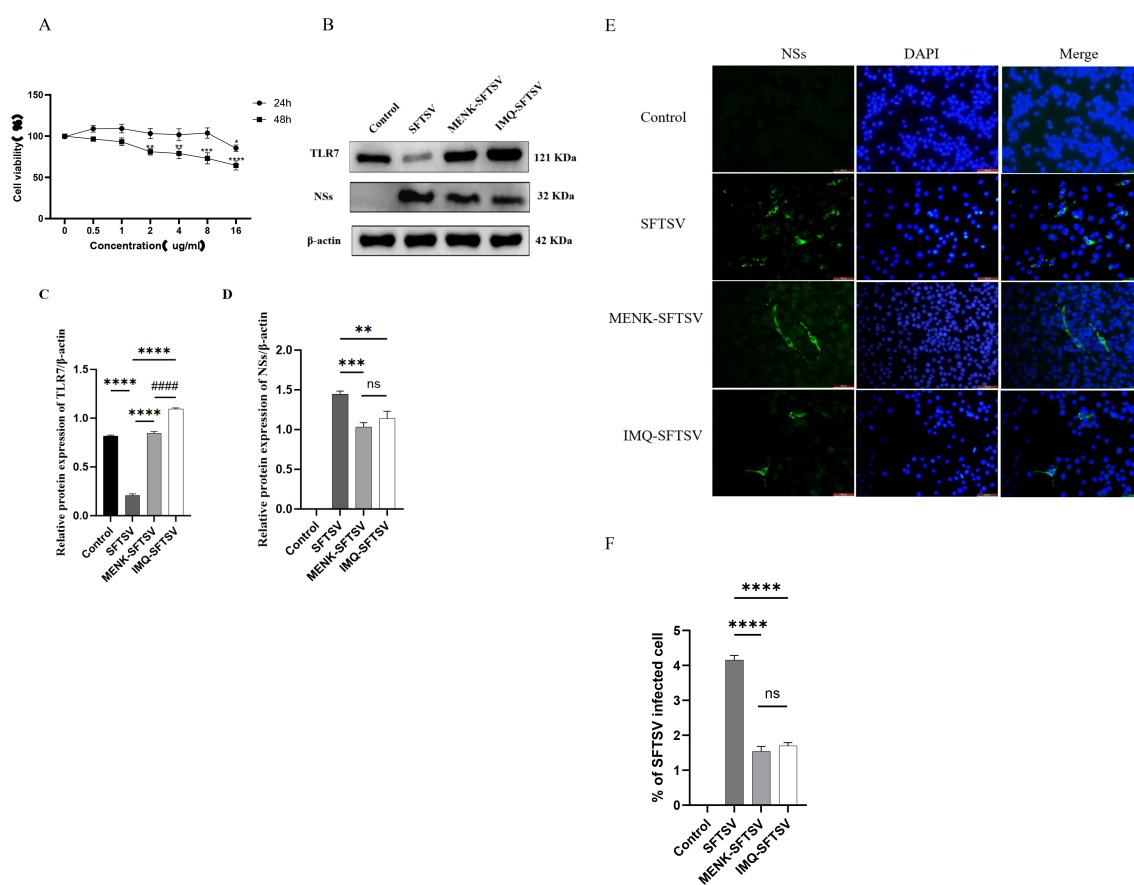 A
Cell viability( %)
150
100
50
0
24h
48h
*
** ** *** ****
0 0.5 1 2 4 8 16
Concentration( ug/ml)
B
Control SFTSV MENK-SFTSV IMQ-SFTSV
TLR7 121 KDa
NSs 32 KDa
β-actin 42 KDa
C
Relative protein expression of TLR7/β-actin
1.5
1.0
0.5
0.0
****
**** ####
****
Control SFTSV MENK-SFTSV IMQ-SFTSV
D
Relative protein expression of NSs/β-actin
2.0
1.5
1.0
0.5
0.0
**
***
ns
Control SFTSV MENK-SFTSV IMQ-SFTSV
E
NSs DAPI Merge
Control
SFTSV
MENK-SFTSV
IMQ-SFTSV
F
% of SFTSV infected cell
5
4
3
2
1
0
****
****
ns
Control SFTSV MENK-SFTSV IMQ-SFTSV